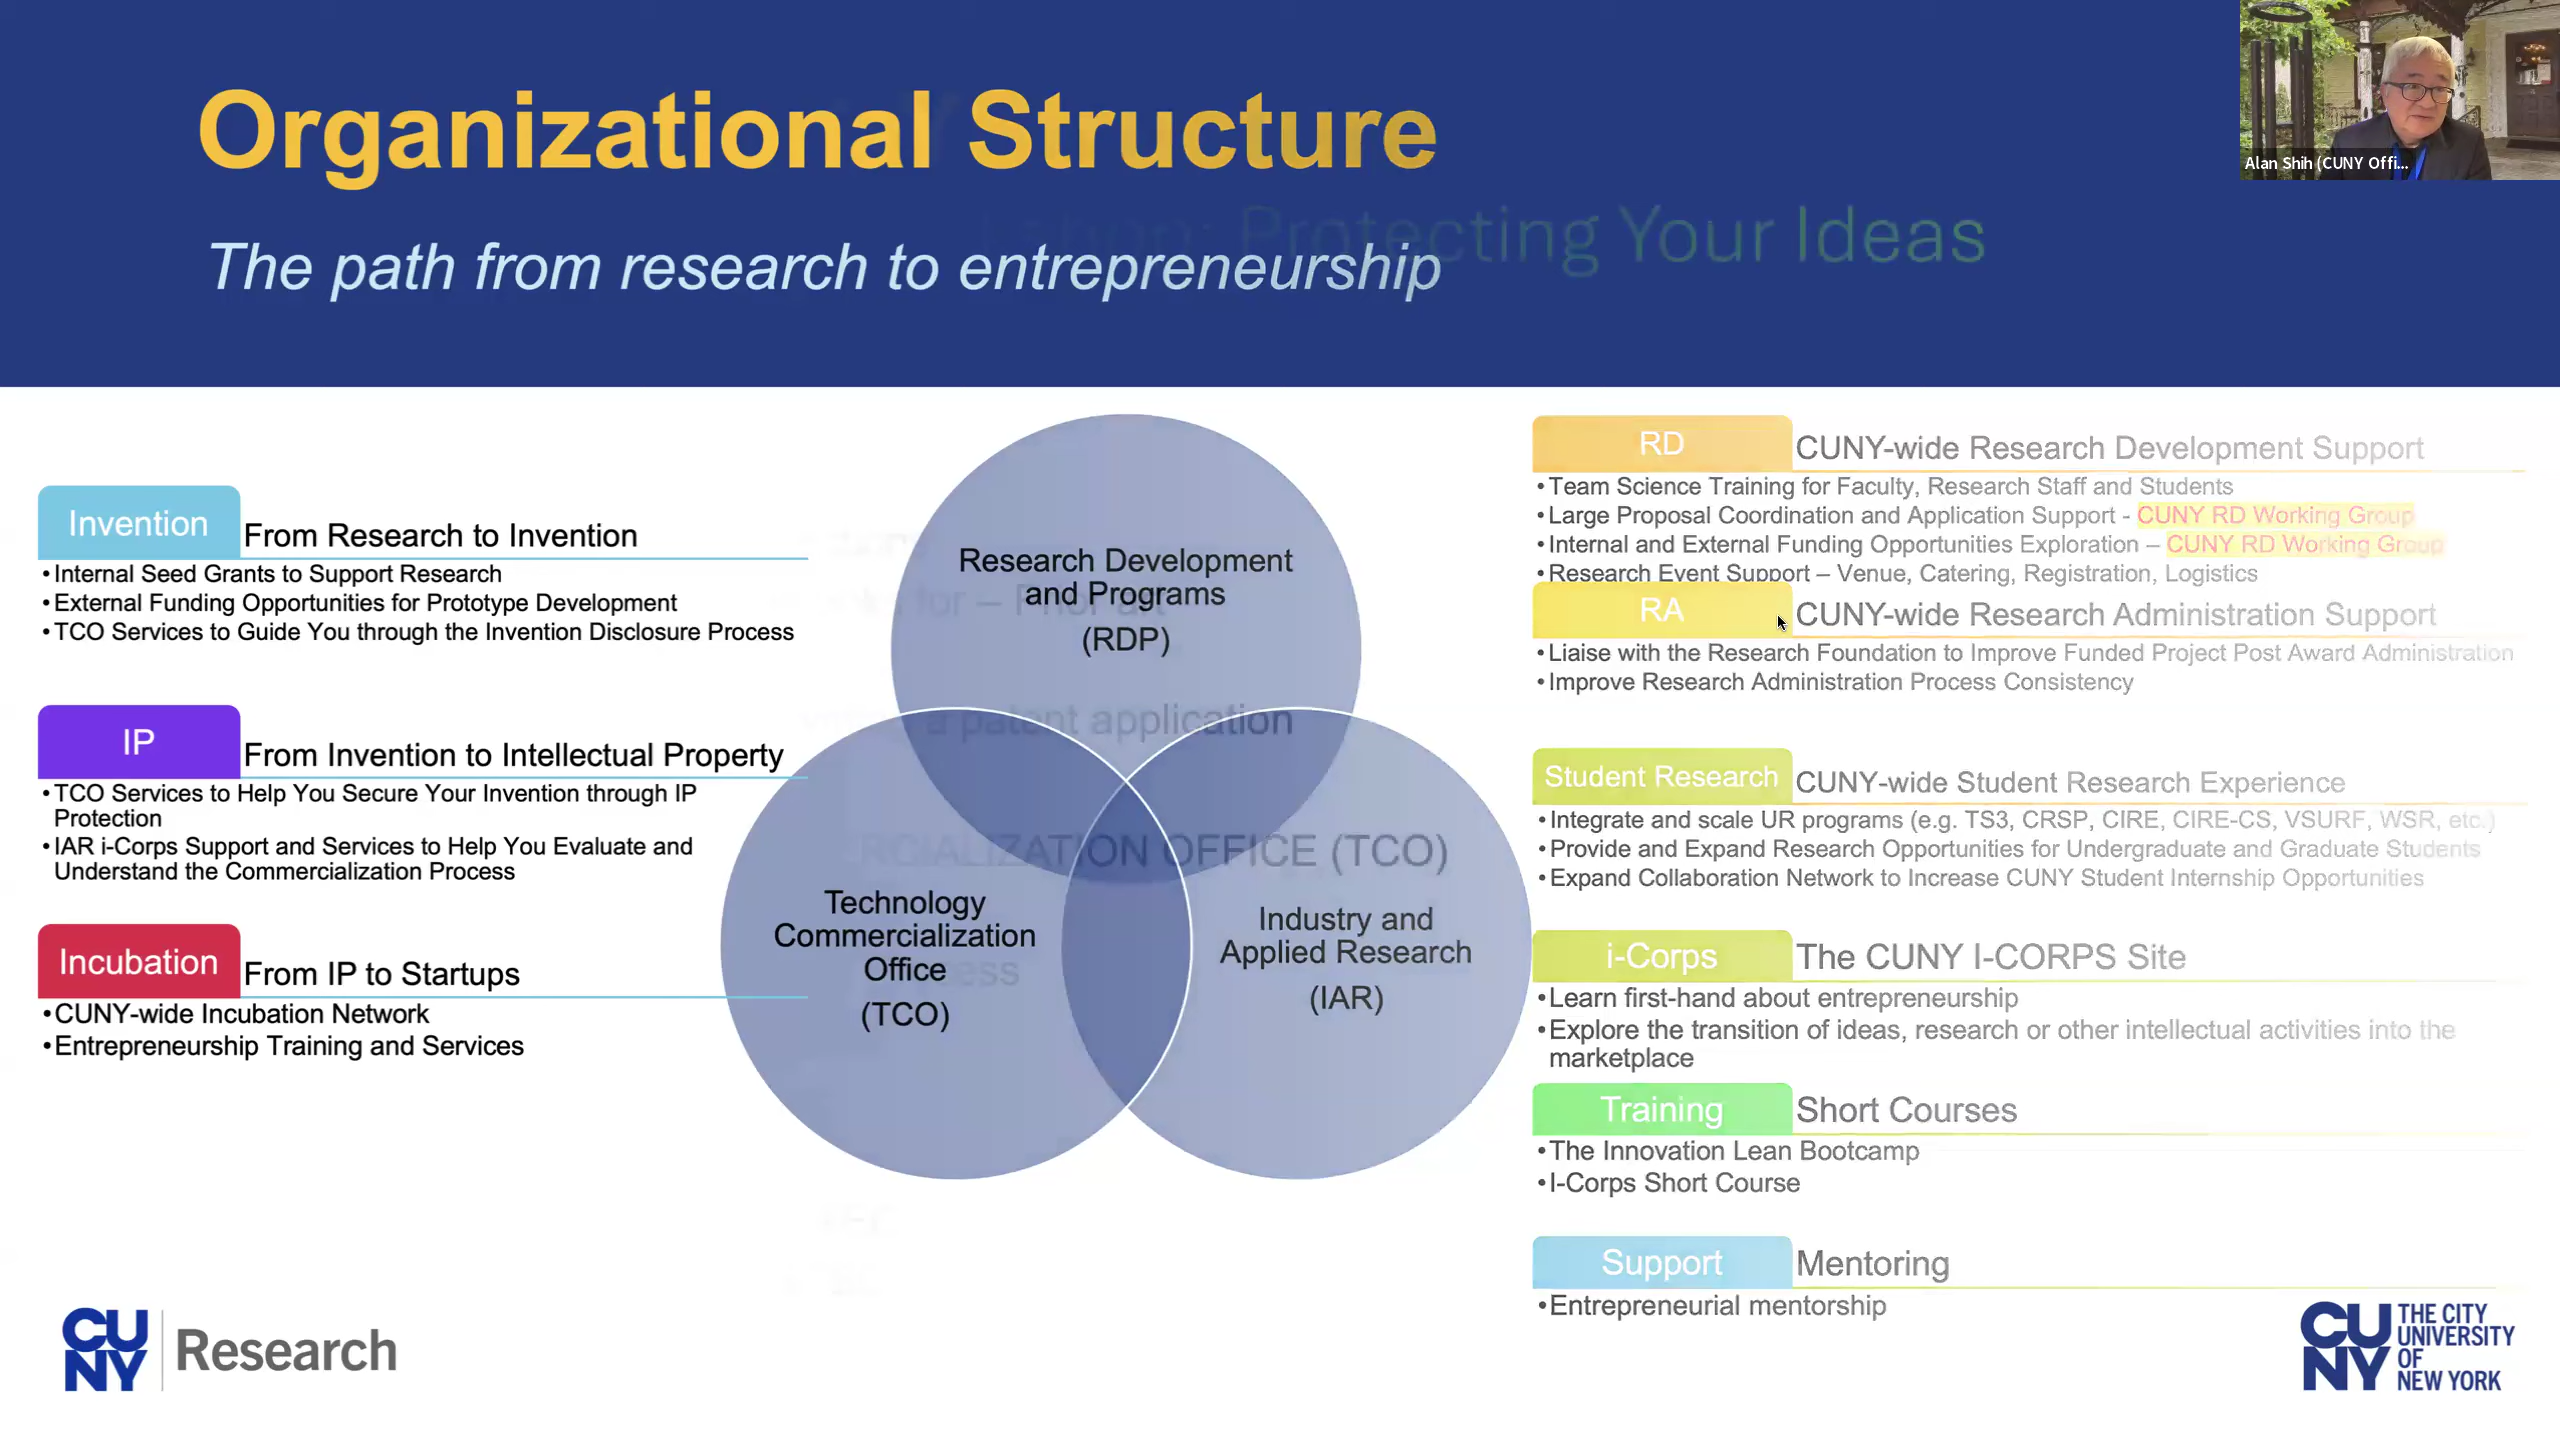 Organizational Structure
Alan Shih (CUNY Offi...
Protecting Your Ideas
The path from research to entrepreneurship
Invention
From Research to Invention
•Internal Seed Grants to Support Research
•External Funding Opportunities for Prototype Development
•TCO Services to Guide You through the Invention Disclosure Process
IP
From Invention to Intellectual Property
•TCO Services to Help You Secure Your Invention through IP
Protection
•IAR i-Corps Support and Services to Help You Evaluate and
Understand the Commercialization Process
Incubation
From IP to Startups
•CUNY-wide Incubation Network
•Entrepreneurship Training and Services
Research Development
and Programs
(RDP)
for – Prior art
a patent application
OFFICE (TCO)
Technology
Commercialization
Office
(TCO)
Industry and
Applied Research
(IAR)
RD
CUNY-wide Research Development Support
•Team Science Training for Faculty, Research Staff and Students
•Large Proposal Coordination and Application Support - CUNY RD Working Group
•Internal and External Funding Opportunities Exploration – CUNY RD Working Group
•Research Event Support – Venue, Catering, Registration, Logistics
RA
CUNY-wide Research Administration Support
•Liaise with the Research Foundation to Improve Funded Project Post Award Administration
•Improve Research Administration Process Consistency
Student Research
CUNY-wide Student Research Experience
•Integrate and scale UR programs (e.g. TS3, CRSP, CIRE, CIRE-CS, VSURF, WSR, etc.)
•Provide and Expand Research Opportunities for Undergraduate and Graduate Students
•Expand Collaboration Network to Increase CUNY Student Internship Opportunities
i-Corps
The CUNY I-CORPS Site
•Learn first-hand about entrepreneurship
•Explore the transition of ideas, research or other intellectual activities into the
marketplace
Training
Short Courses
•The Innovation Lean Bootcamp
•I-Corps Short Course
Support
Mentoring
•Entrepreneurial mentorship
CU
NY
Research
CU
NY
THE CITY
UNIVERSITY
OF
NEW YORK